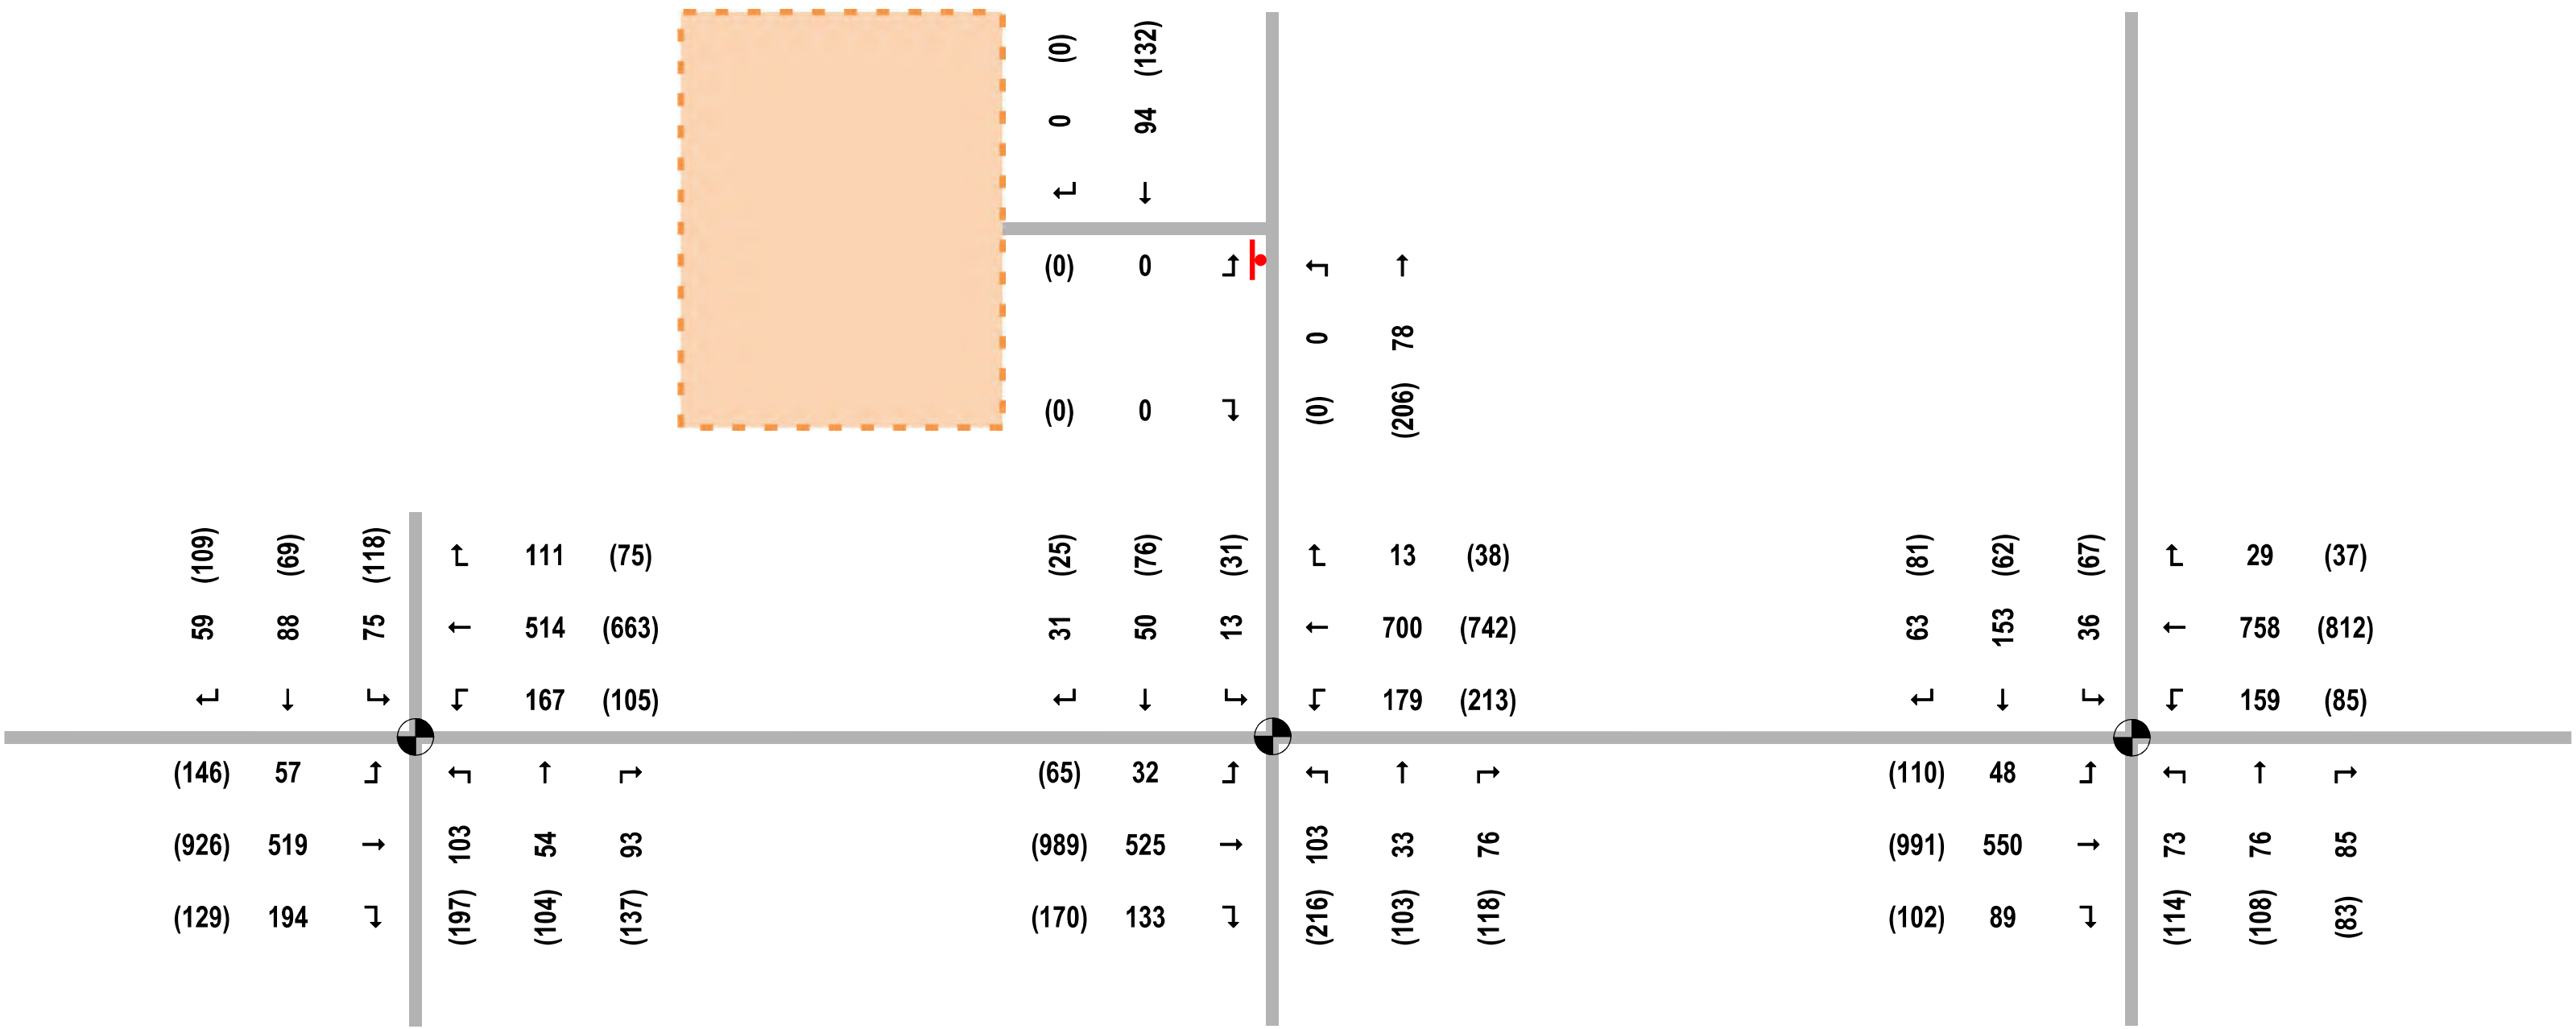 (0) (132)
0 94
↵ ↓
(0) 0 ↱
(0) 0 ↴
↰ ↑
0 78
(0) (206)
(109) (69) (118)
59 88 75
↵ ↓ ↳
↑ 111 (75)
← 514 (663)
↓ 167 (105)
(146) 57 ↱
(926) 519 →
(129) 194 ↴
↰ ↑ ↱
103 54 93
(197) (104) (137)
(25) (76) (31)
31 50 13
↵ ↓ ↳
↑ 13 (38)
← 700 (742)
↓ 179 (213)
(65) 32 ↱
(989) 525 →
(170) 133 ↴
↰ ↑ ↱
103 33 76
(216) (103) (118)
(81) (62) (67)
63 153 36
↵ ↓ ↳
↑ 29 (37)
← 758 (812)
↓ 159 (85)
(110) 48 ↱
(991) 550 →
(102) 89 ↴
↰ ↑ ↱
73 76 85
(114) (108) (83)